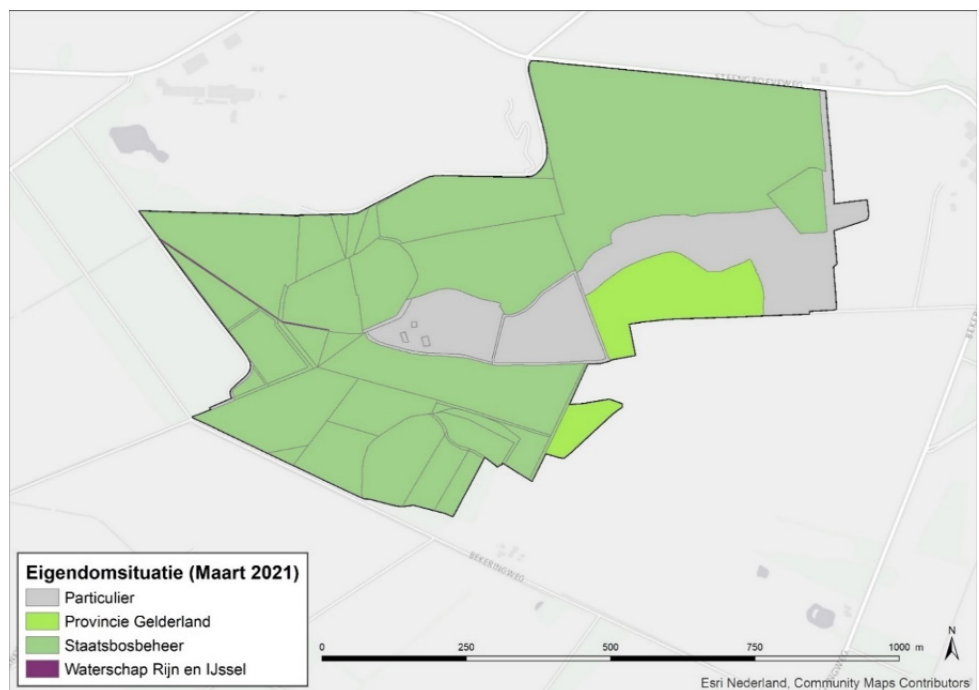 BEKERINGWEG
Eigendomsituatie (Maart 2021)
Particulier
Provincie Gelderland
Staatsbosbeheer
Waterschap Rijn en IJssel
0 250 500 750 1000 m
N
Esri Nederland, Community Maps Contributors